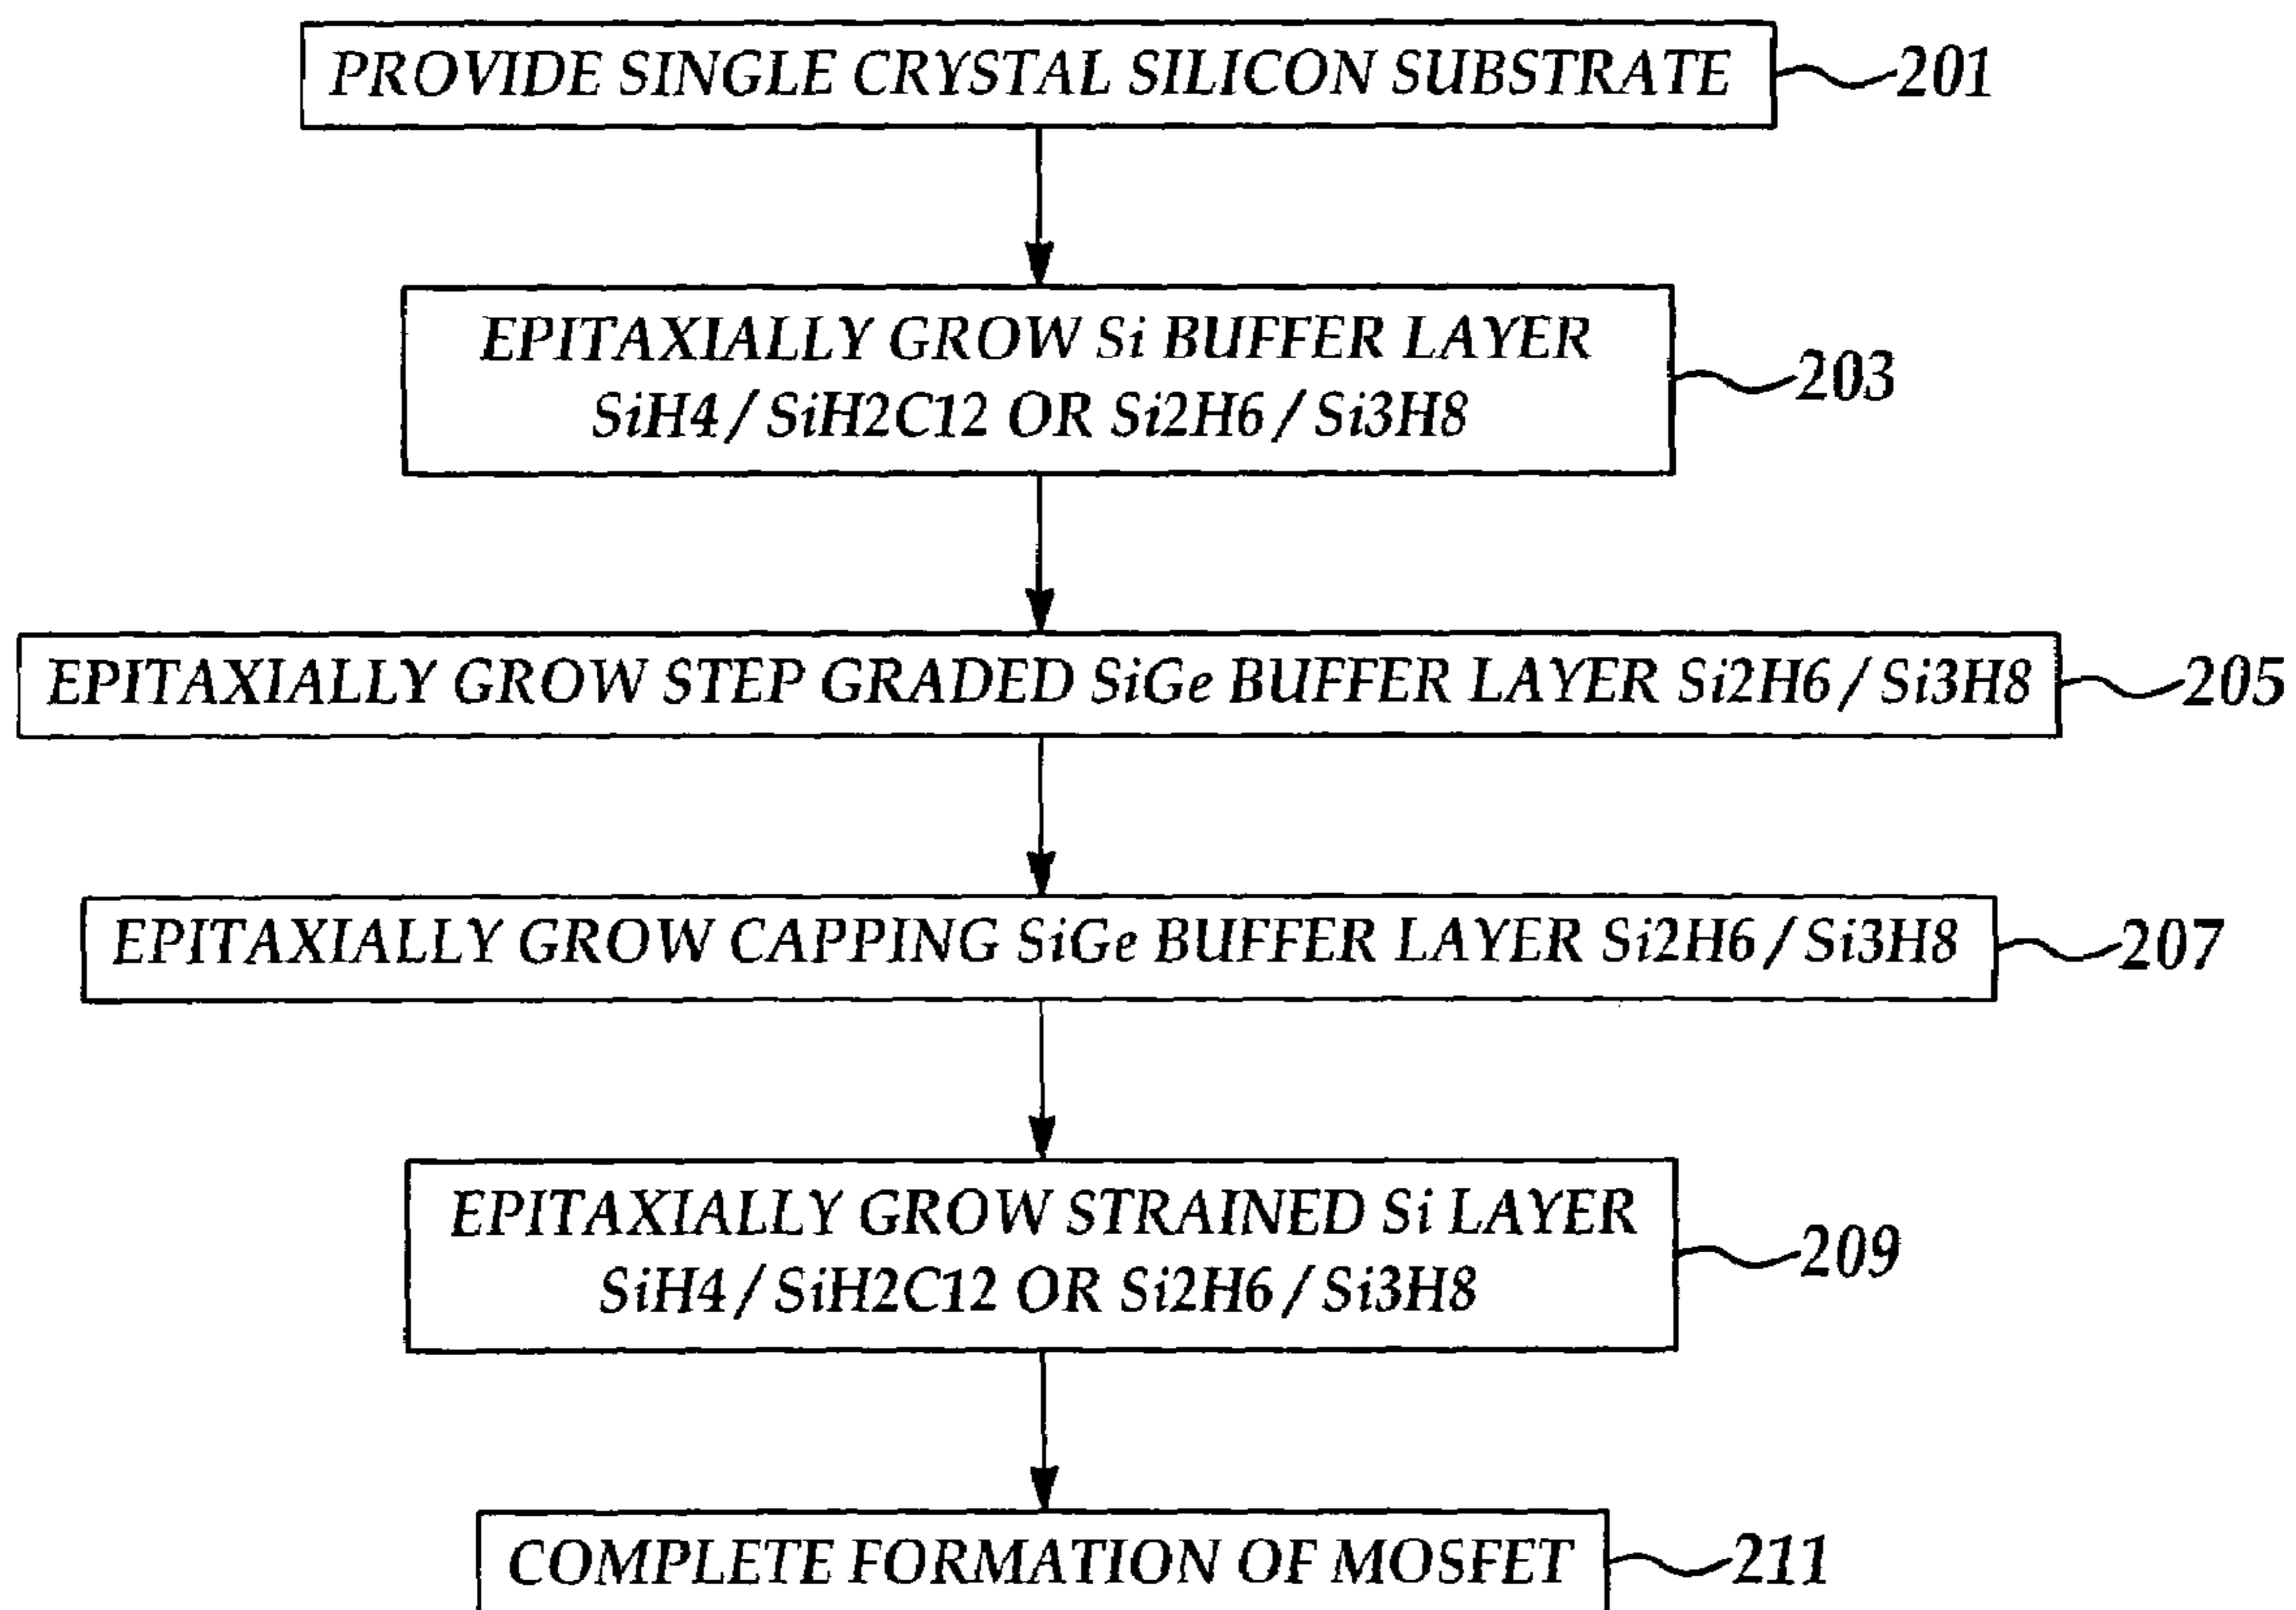 PROVIDE SINGLE CRYSTAL SILICON SUBSTRATE 201
EPITAXIALLY GROW Si BUFFER LAYER
SiH4/SiH2C12 OR Si2H6/Si3H8
203
EPITAXIALLY GROW STEP GRADED SiGe BUFFER LAYER Si2H6/Si3H8 205
EPITAXIALLY GROW CAPPING SiGe BUFFER LAYER Si2H6/Si3H8 207
EPITAXIALLY GROW STRAINED Si LAYER
SiH4/SiH2C12 OR Si2H6/Si3H8
209
COMPLETE FORMATION OF MOSFET 211